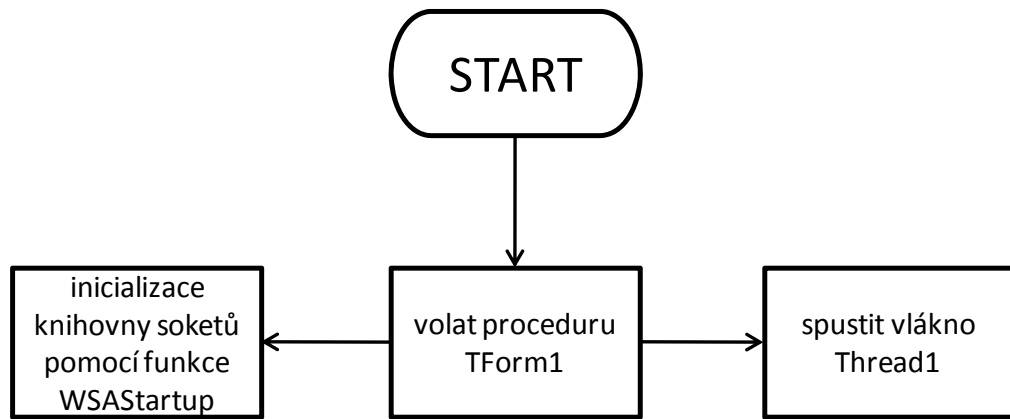 START
inicializace
knihovny soketů
pomocí funkce
WSAStartup
volat proceduru
TForm1
spustit vlákno
Thread1